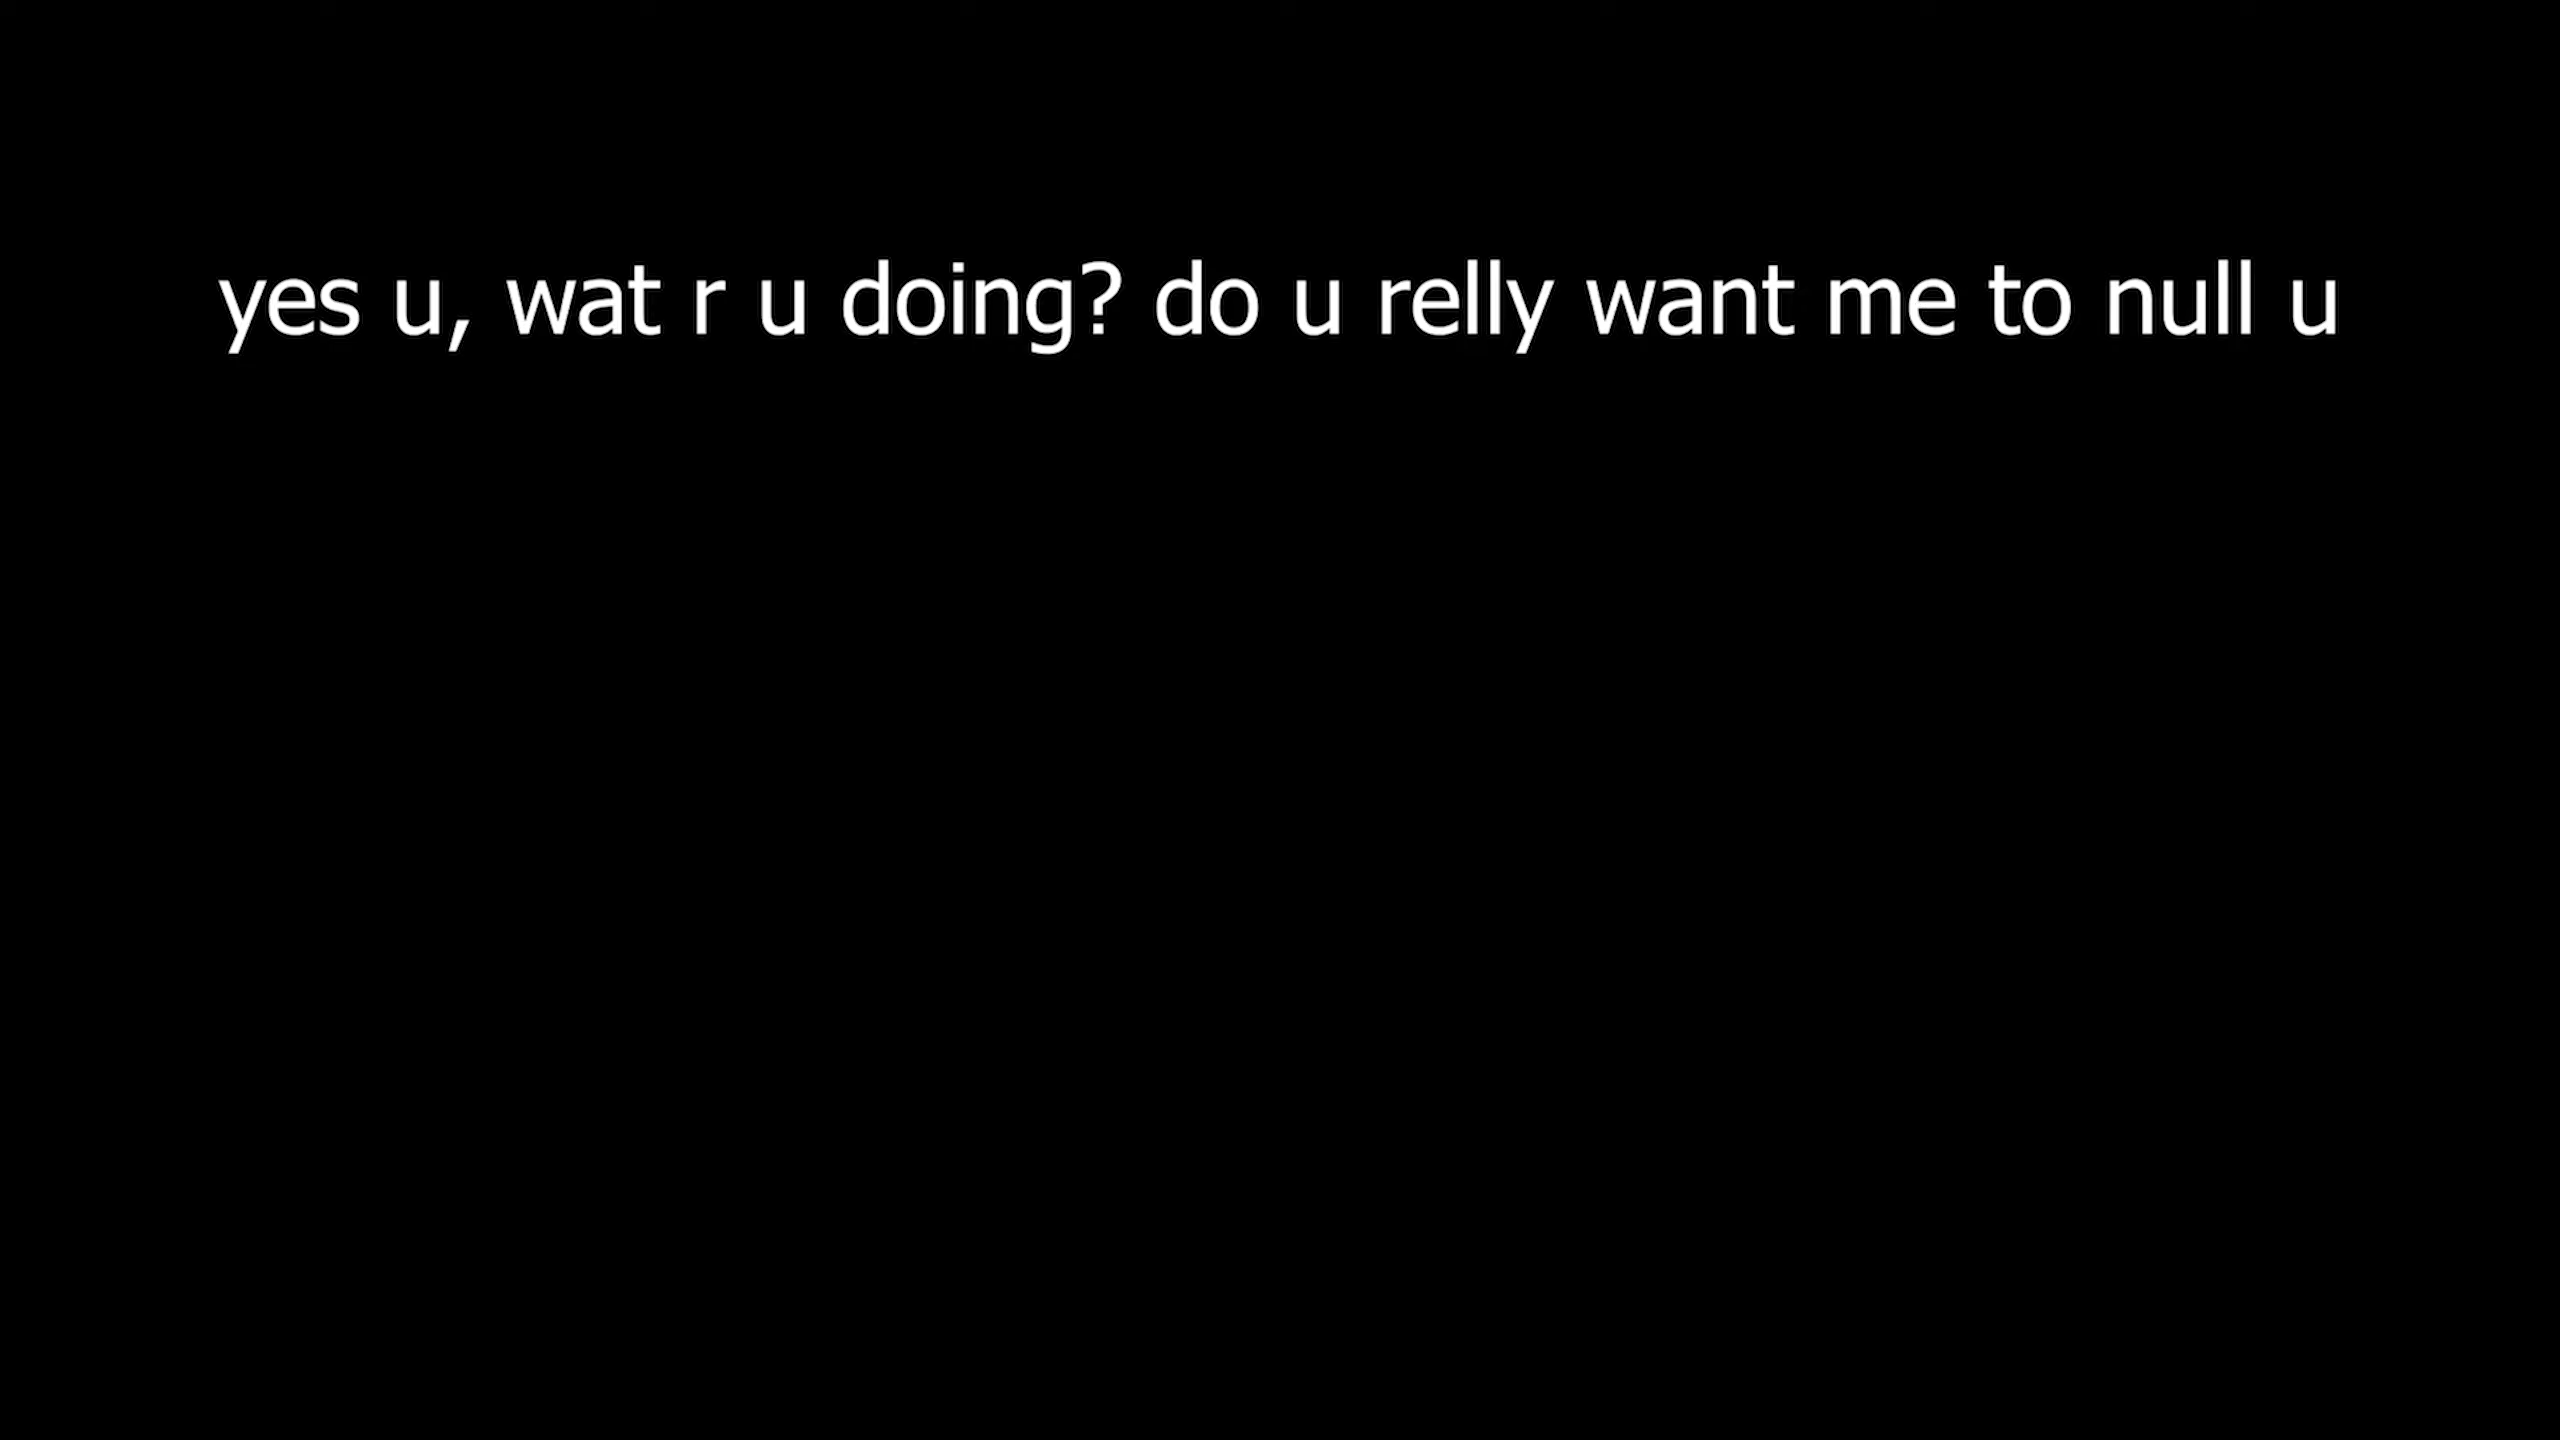 yes u, wat r u doing? do u relly want me to null u